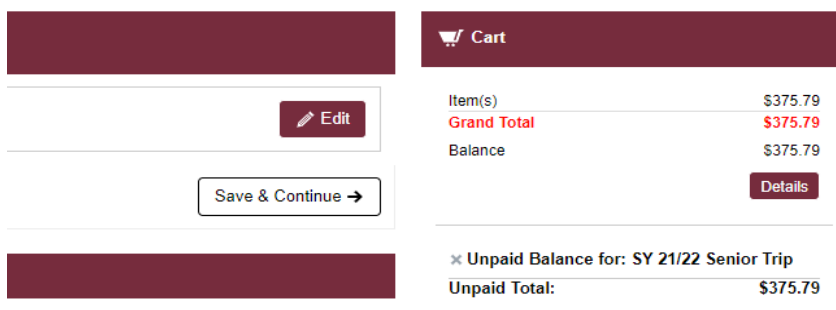 Edit
Save & Continue →
Cart
Item(s) $375.79
Grand Total $375.79
Balance $375.79
Details
× Unpaid Balance for: SY 21/22 Senior Trip
Unpaid Total: $375.79